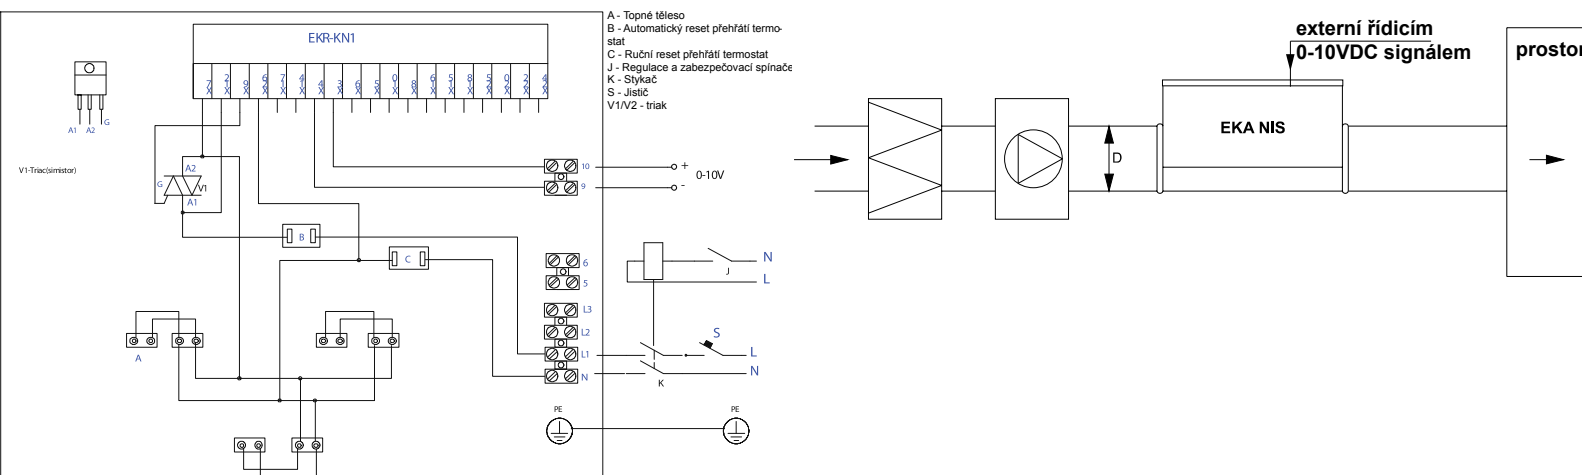 EKR-KN1
A1
A2
G
V1-Triac(simistor)
A2
G
V1
A1
B
C
A
10
9
6
5
L3
L2
L1
N
PE
A - Topné těleso
B - Automatický reset přehřátí termo-
stat
C - Ruční reset přehřátí termostat
J - Regulace a zabezpečovací spínače
K - Stykač
S - Jistič
V1/V2 - triak
+
0-10V
-
N
J
L
S
L
N
K
PE
externí řídicím
0-10VDC signálem
EKA NIS
D
prostor